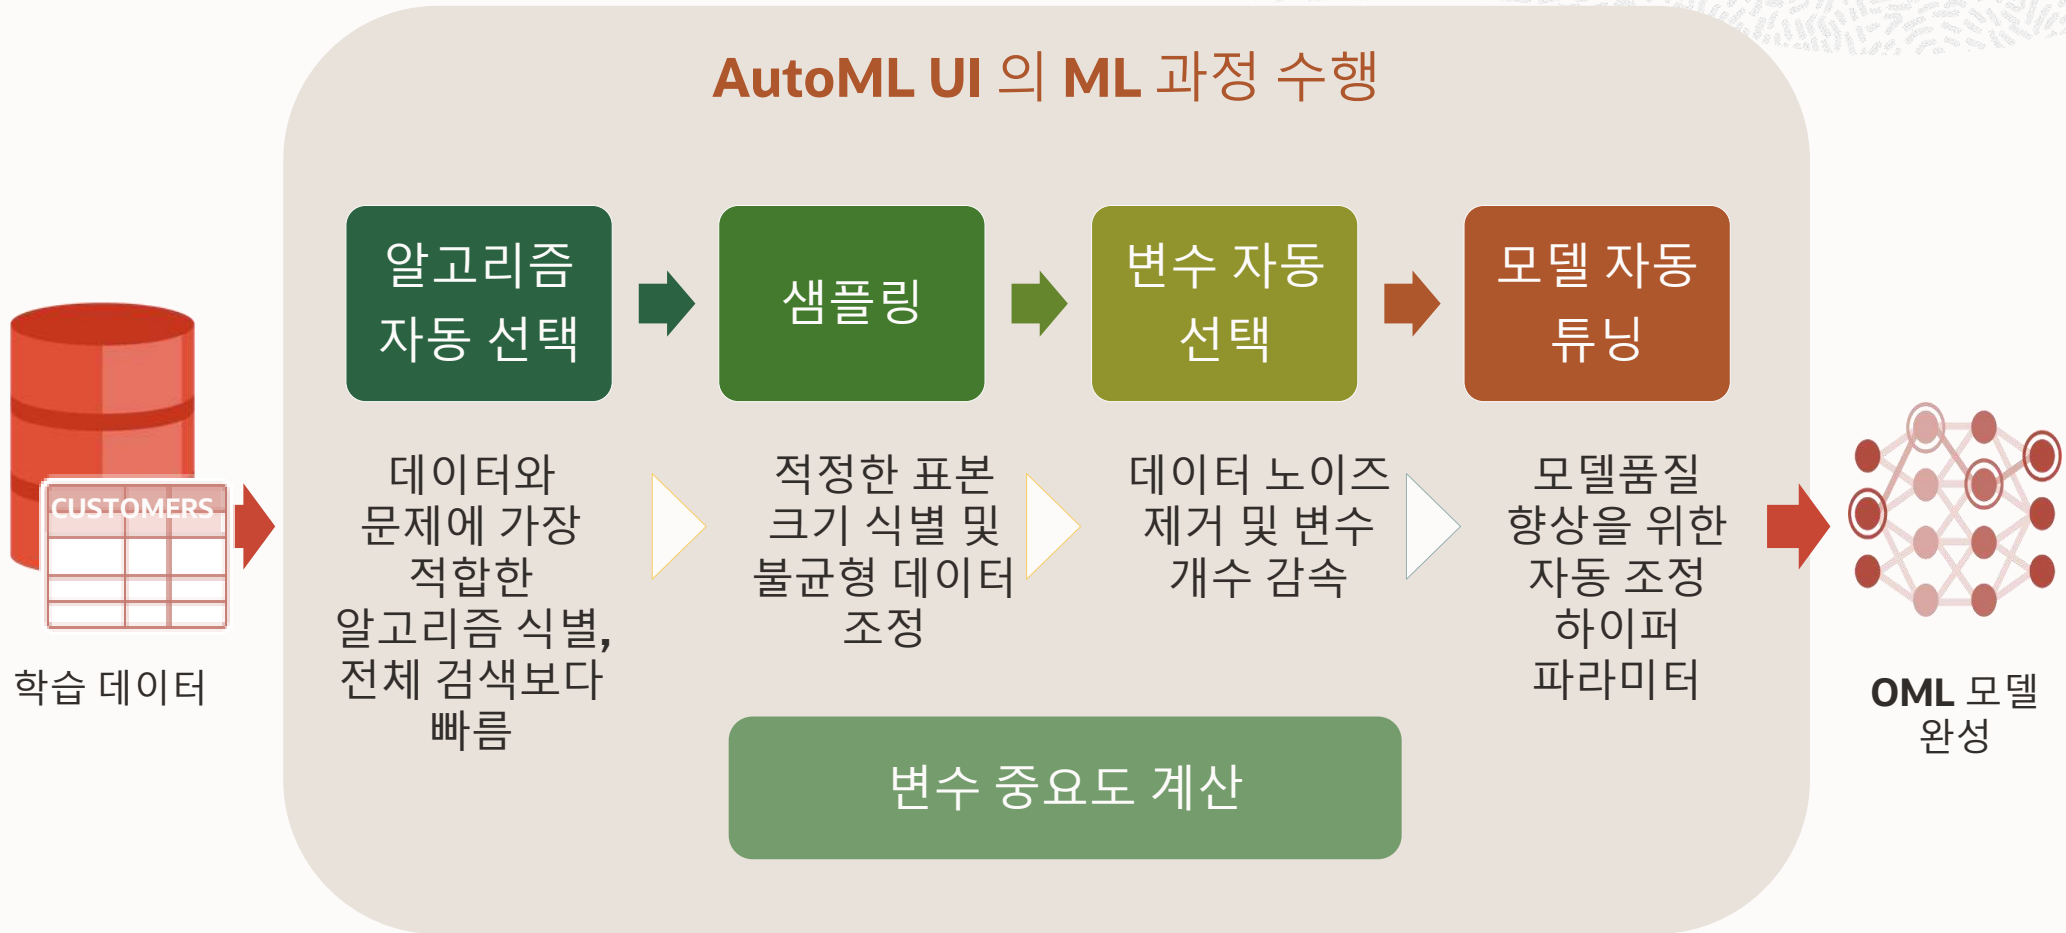 AutoML UI 의 ML 과정 수행
알고리즘
자동 선택
샘플링
변수 자동
선택
모델 자동
튜닝
CUSTOMERS
학습 데이터
데이터와
문제에 가장
적합한
알고리즘 식별,
전체 검색보다
빠름
적정한 표본
크기 식별 및
불균형 데이터
조정
데이터 노이즈
제거 및 변수
개수 감속
모델품질
향상을 위한
자동 조정
하이퍼
파라미터
변수 중요도 계산
OML 모델
완성